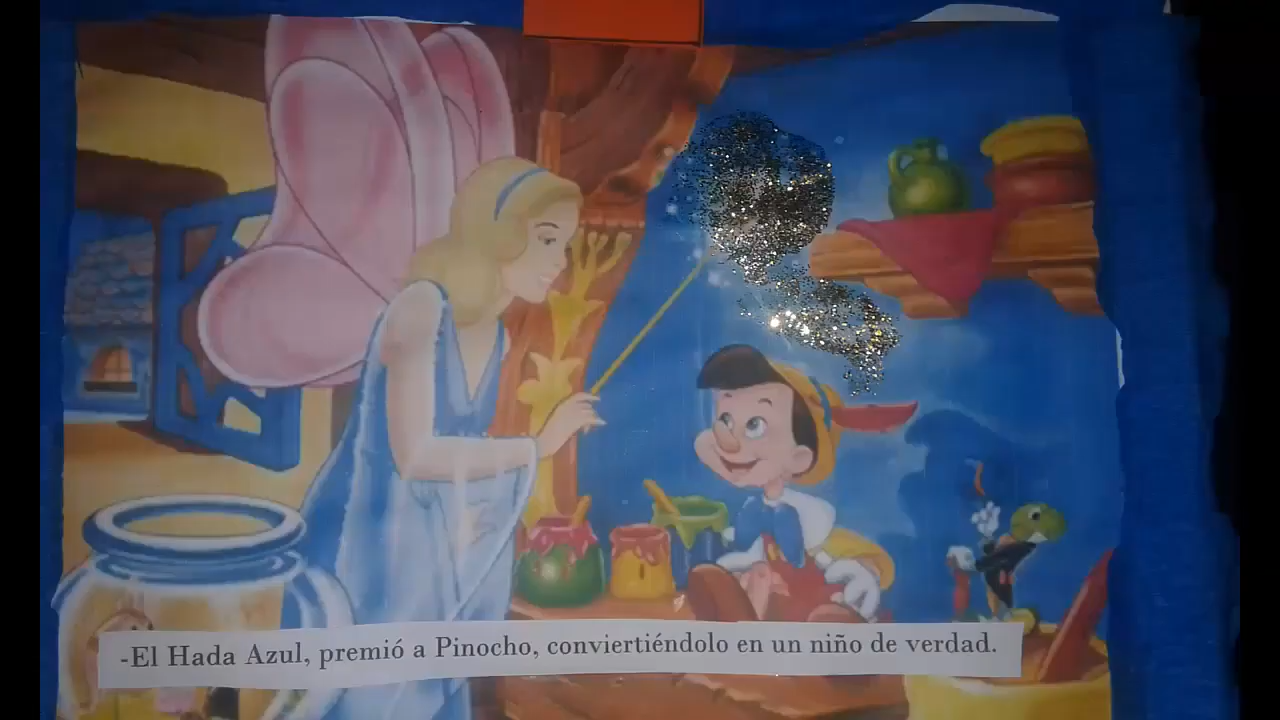 -El Hada Azul, premió a Pinocho, conviertiéndolo en un niño de verdad.